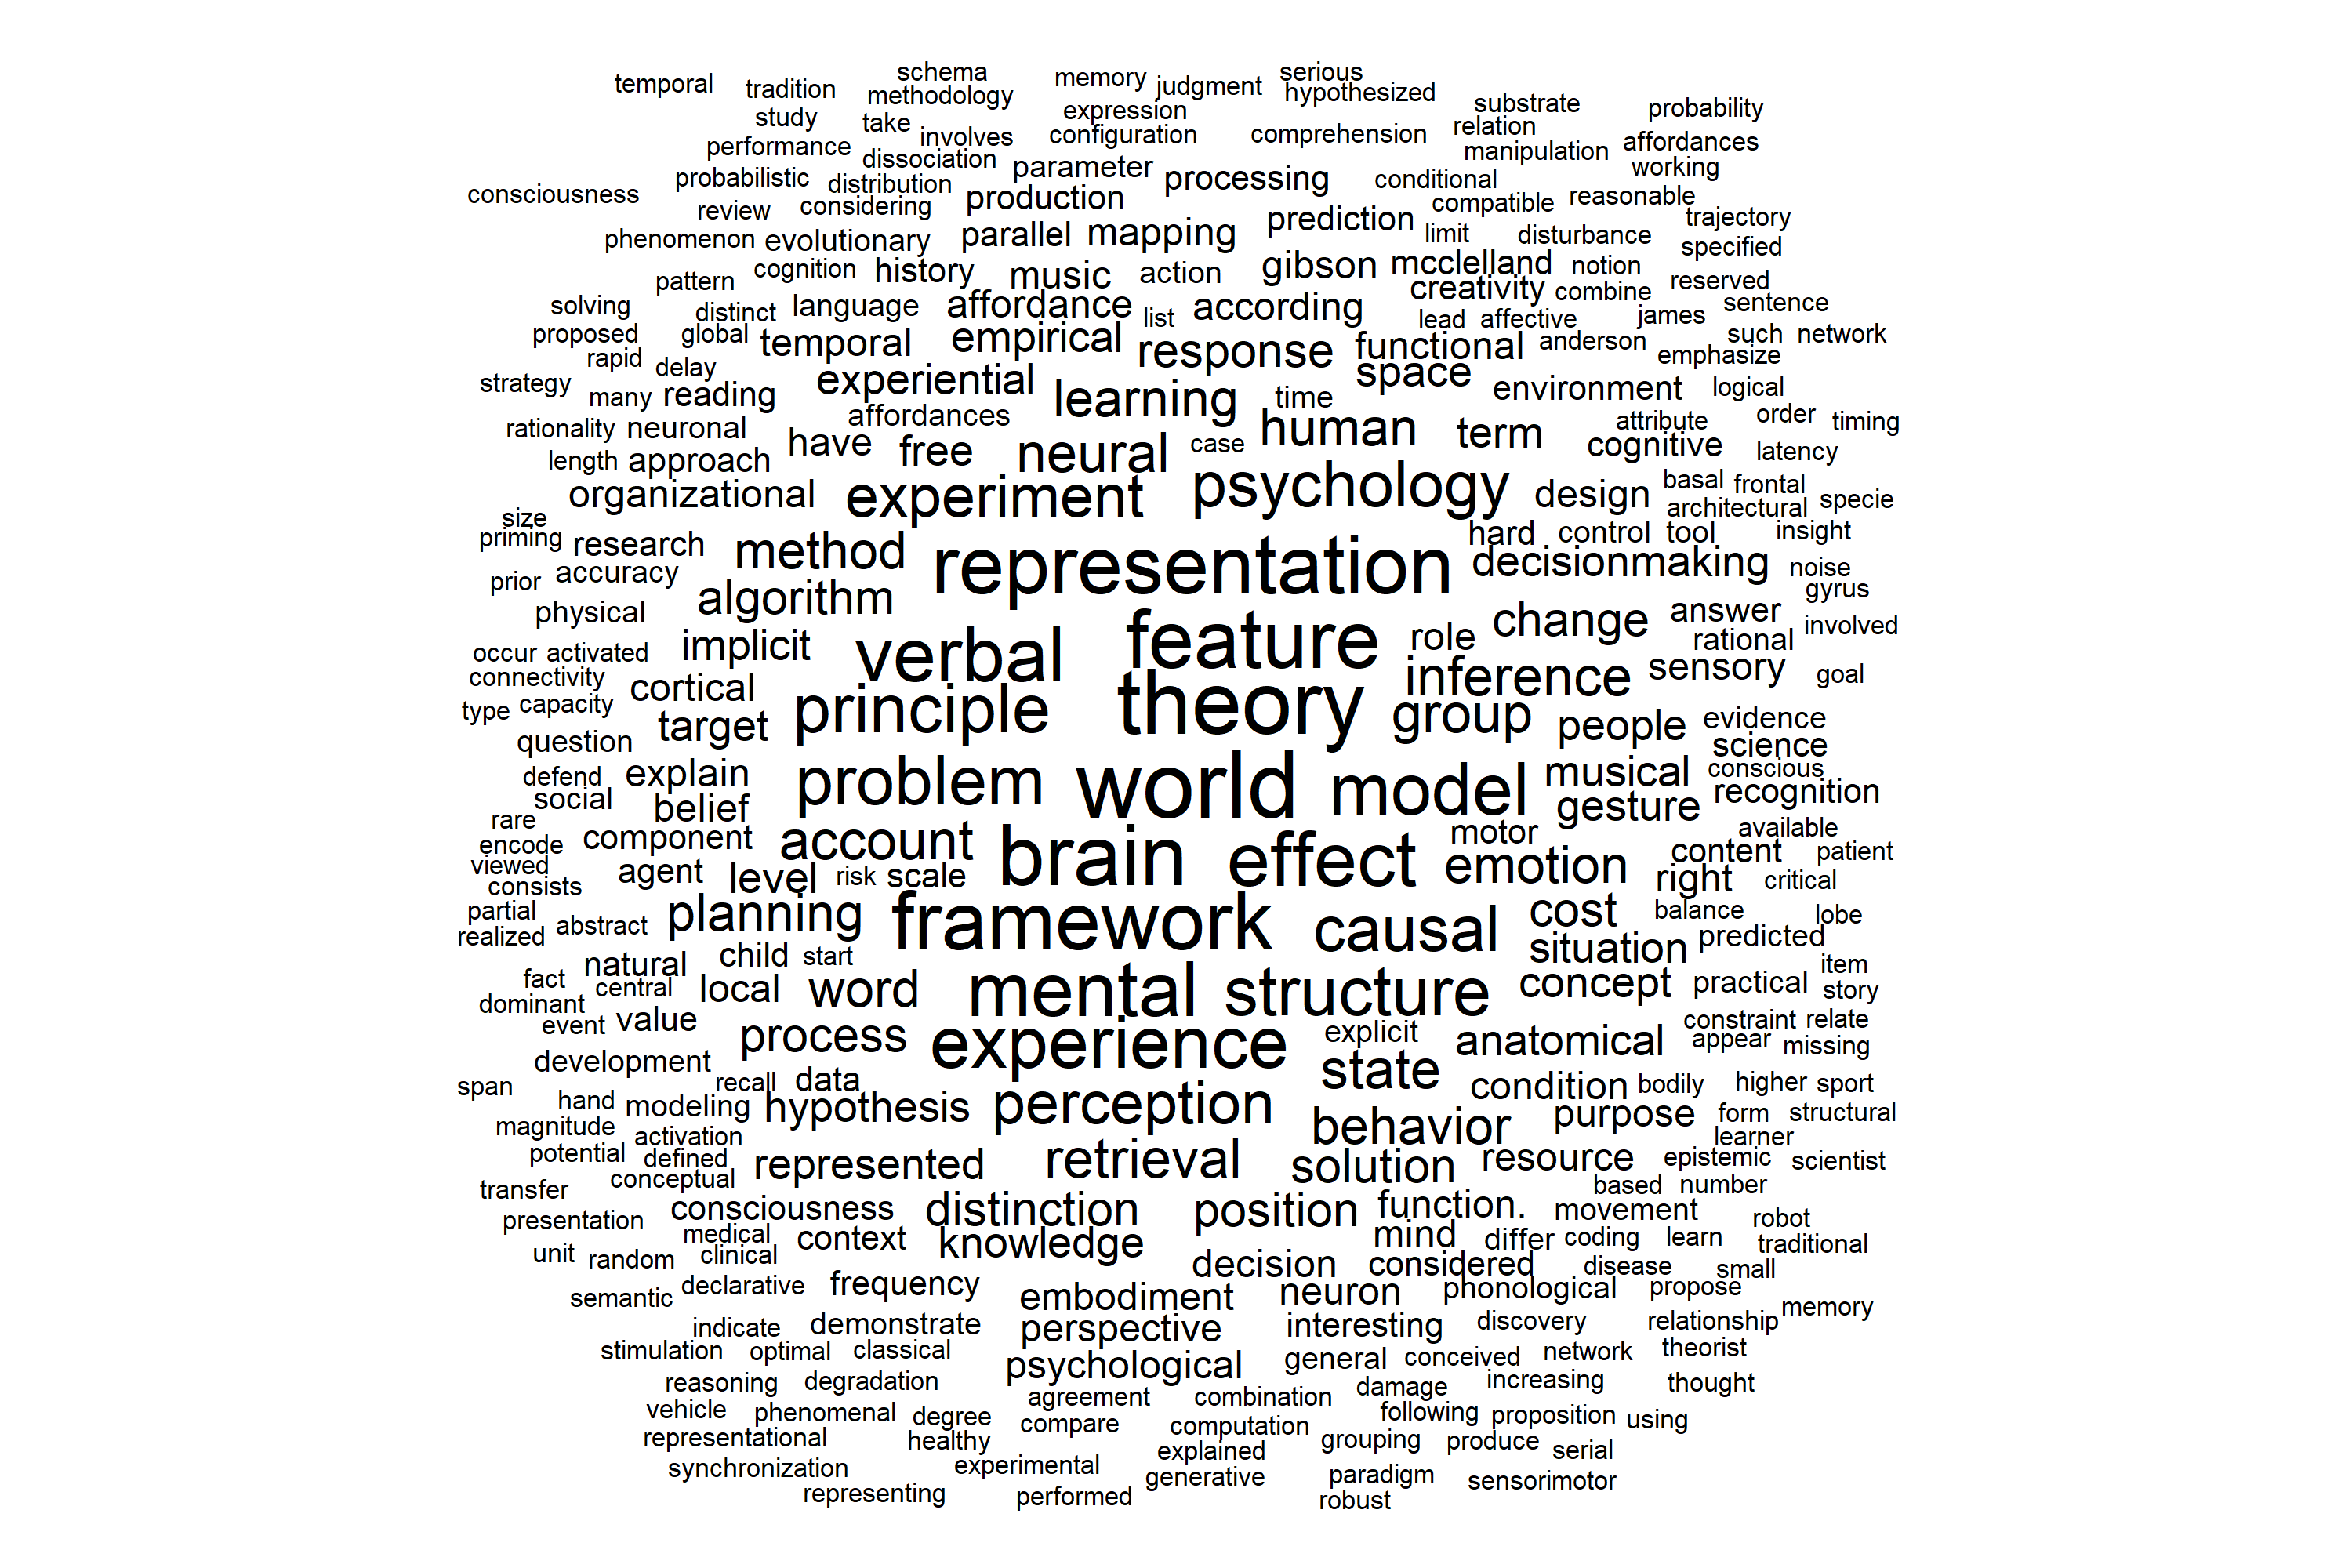 schema memory serious
temporal tradition methodology judgment hypothesized
expression substrate probability
study take
involves configuration comprehension relation
performance dissociation manipulation affordances
parameter working
consciousness probabilistic distribution processing conditional
production reasonable
review considering compatible
prediction trajectory
phenomenon evolutionary parallel mapping limit disturbance specified
cognition history music action gibson mcclelland notion
pattern creativity combine reserved
solving distinct language affordance list according sentence
lead affective james
proposed global temporal empirical response functional anderson such network
rapid delay emphasize
strategy many reading experiential learning time space environment logical
affordances
rationality neuronal have free neural case human term attribute order timing
cognitive latency
length approach
organizational experiment psychology design basal frontal
architectural specie
size
priming research method hard control tool insight
representation decisionmaking noise
prior accuracy gyrus
physical algorithm feature role change answer
rational involved
implicit verbal
occur activated inference sensory goal
connectivity
type capacity cortical principle theory group
target people evidence
question science
defend explain problem world model musical conscious
social belief gesture recognition
rare
encode component account motor available
viewed brain effect emotion content patient
consists agent level risk scale right critical
partial planning framework causal cost balance lobe
realized abstract situation predicted
child start
fact natural item
central local word mental structure concept practical story
dominant
event value process experience explicit anatomical constraint relate
appear missing
development state
span recall data condition bodily higher sport
hand modeling hypothesis perception purpose form structural
magnitude activation behavior learner
potential defined represented retrieval solution resource epistemic scientist
conceptual
transfer based number
consciousness distinction position function. movement
presentation medical context knowledge mind differ coding learn robot
traditional
unit random clinical decision considered disease small
declarative frequency neuron phonological propose
semantic embodiment memory
indicate demonstrate perspective interesting discovery relationship
stimulation optimal classical psychological general conceived network theorist
reasoning degradation agreement combination damage increasing thought
vehicle phenomenal degree compare computation following proposition using
representational healthy explained grouping produce serial
synchronization experimental generative paradigm sensorimotor
representing performed robust